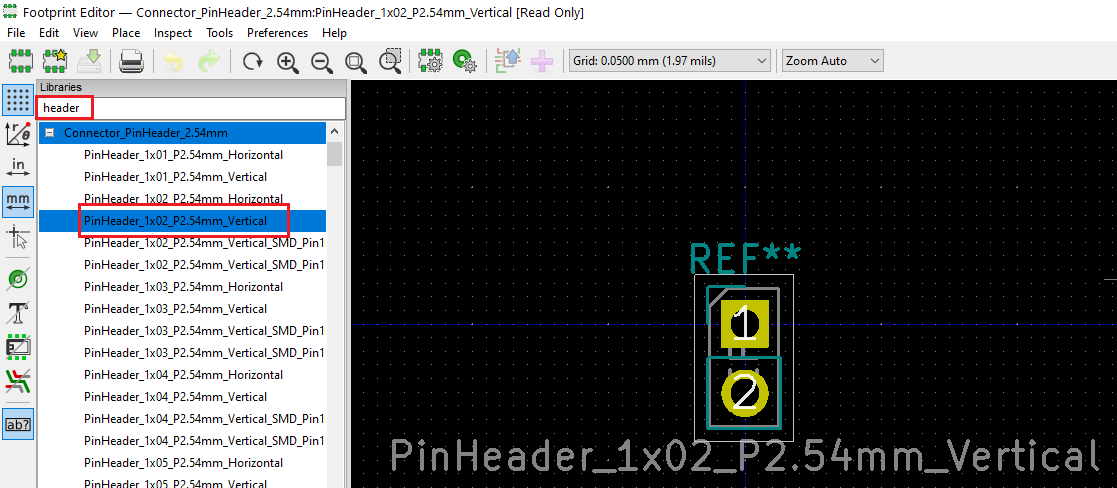 Footprint Editor — Connector_PinHeader_2.54mm:PinHeader_1x02_P2.54mm_Vertical [Read Only]
File Edit View Place Inspect Tools Preferences Help
Grid: 0.0500 mm (1.97 mils) Zoom Auto
Libraries
header
Connector_PinHeader_2.54mm
PinHeader_1x01_P2.54mm_Horizontal
PinHeader_1x01_P2.54mm_Vertical
PinHeader_1x02_P2.54mm_Horizontal
PinHeader_1x02_P2.54mm_Vertical
PinHeader_1x02_P2.54mm_Vertical_SMD_Pin1
PinHeader_1x02_P2.54mm_Vertical_SMD_Pin1
PinHeader_1x03_P2.54mm_Horizontal
PinHeader_1x03_P2.54mm_Vertical
PinHeader_1x03_P2.54mm_Vertical_SMD_Pin1
PinHeader_1x03_P2.54mm_Vertical_SMD_Pin1
PinHeader_1x04_P2.54mm_Horizontal
PinHeader_1x04_P2.54mm_Vertical
PinHeader_1x04_P2.54mm_Vertical_SMD_Pin1
PinHeader_1x04_P2.54mm_Vertical_SMD_Pin1
PinHeader_1x05_P2.54mm_Horizontal
PinHeader_1x05_P2.54mm_Vertical
in
mm
ab?
REF**
1
2
PinHeader_1x02_P2.54mm_Vertical